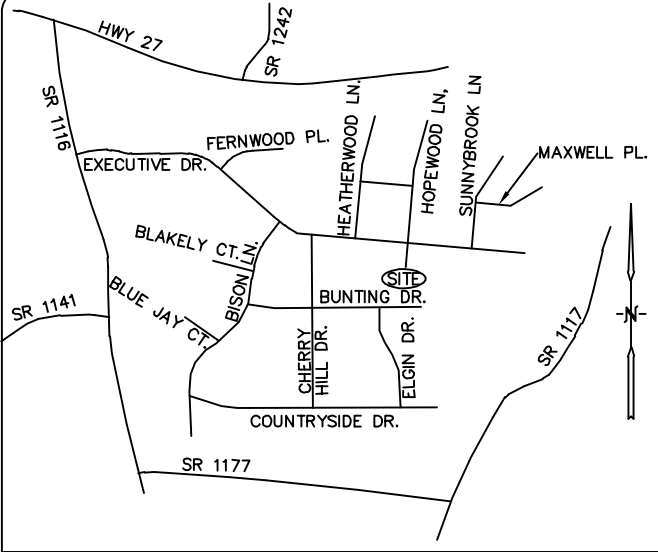 HWY 27
SR 1242
SR 1116
FERNWOOD PL.
EXECUTIVE DR.
HEATHERWOOD LN.
HOPEWOOD LN,
SUNNYBROOK LN
MAXWELL PL.
BLAKELY CT.
BISON LN.
SITE
BUNTING DR.
BLUE JAY CT.
SR 1141
CHERRY
HILL DR.
ELGIN DR.
SR 1117
-N-
COUNTRYSIDE DR.
SR 1177